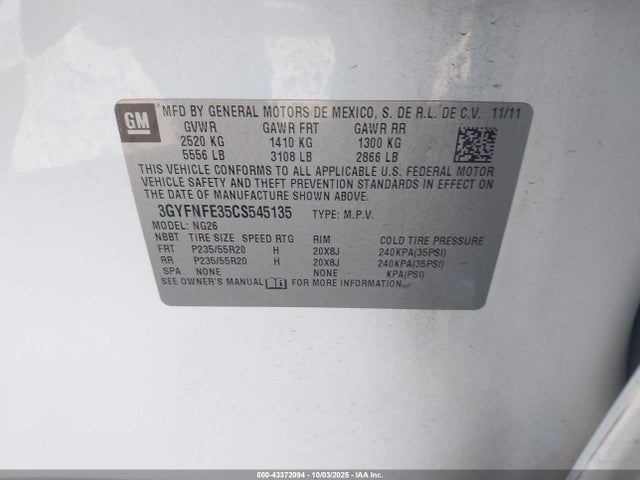 GM
MFD BY GENERAL MOTORS DE MEXICO, S. DE R.L. DE C.V. 11/11
GVWR GAWR FRT GAWR RR
2520 KG 1410 KG 1300 KG
5556 LB 3108 LB 2866 LB
THIS VEHICLE CONFORMS TO ALL APPLICABLE U.S. FEDERAL MOTOR
VEHICLE SAFETY AND THEFT PREVENTION STANDARDS IN EFFECT ON
THE DATE OF MANUFACTURE SHOWN ABOVE.
3GYFNFE35CS545135 TYPE: M.P.V.
MODEL: NG26
NBBT TIRE SIZE SPEED RTG RIM COLD TIRE PRESSURE
FRT P235/55R20 H 20X8J 240KPA(35PSI)
RR P235/55R20 H 20X8J 240KPA(35PSI)
SPA NONE NONE KPA(PSI)
SEE OWNER'S MANUAL FOR MORE INFORMATION.
000-43372094 - 10/03/2025 - IAAI.com